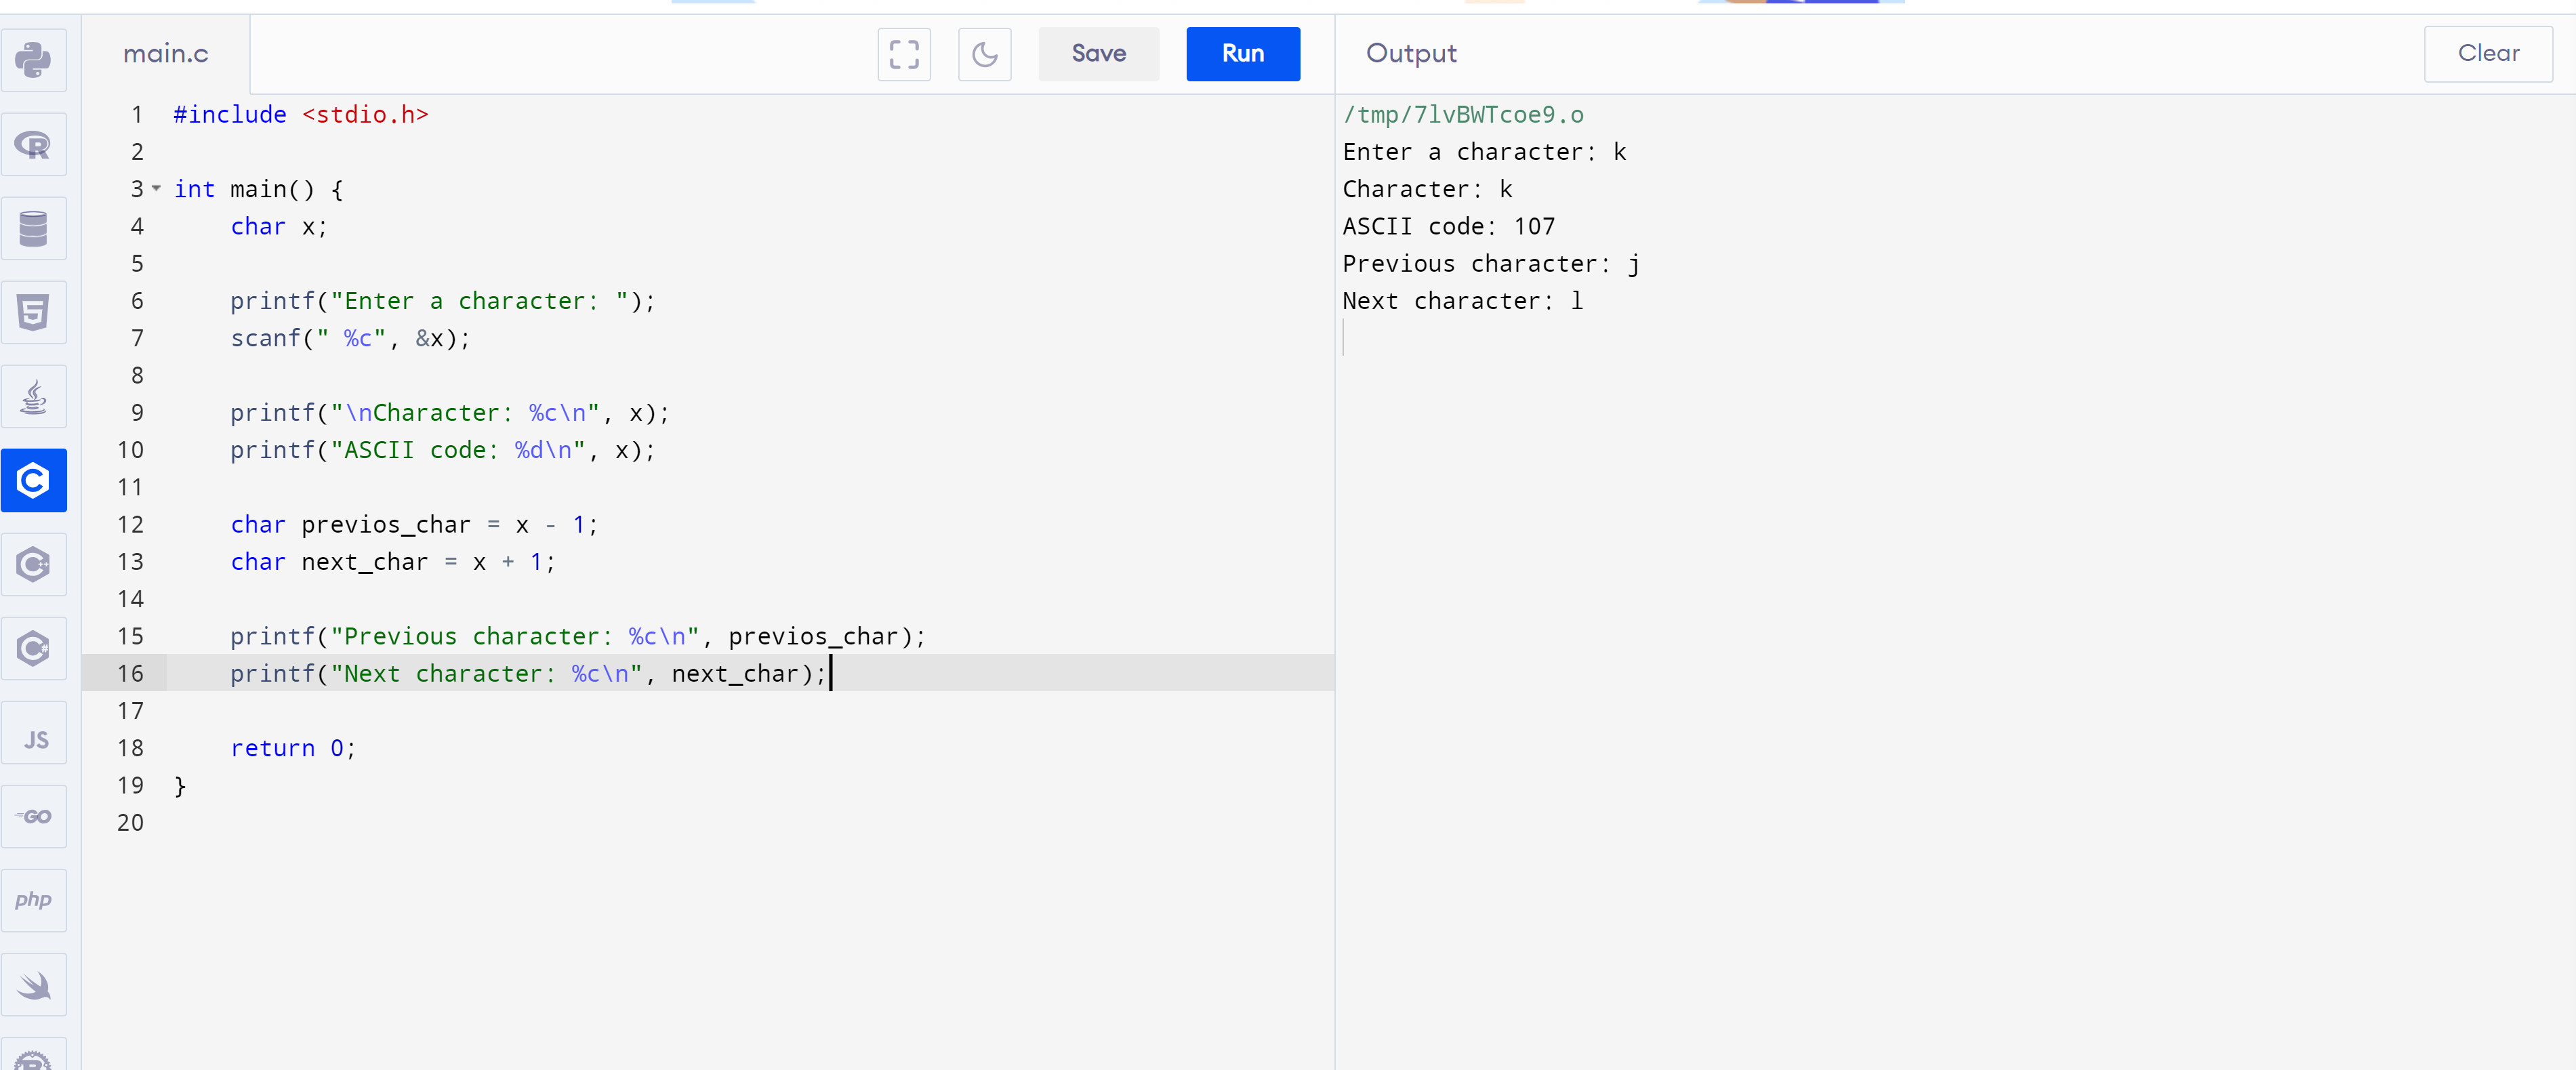 main.c
Save
Run
Output
Clear
1 #include <stdio.h>
2
3 int main() {
4     char x;
5
6     printf("Enter a character: ");
7     scanf(" %c", &x);
8
9     printf("\nCharacter: %c\n", x);
10     printf("ASCII code: %d\n", x);
11
12     char previos_char = x - 1;
13     char next_char = x + 1;
14
15     printf("Previous character: %c\n", previos_char);
16     printf("Next character: %c\n", next_char);
17
18     return 0;
19 }
20
/tmp/7lvBWTcoe9.o
Enter a character: k
Character: k
ASCII code: 107
Previous character: j
Next character: l
R
5
C
C++
C#
JS
GO
php
R